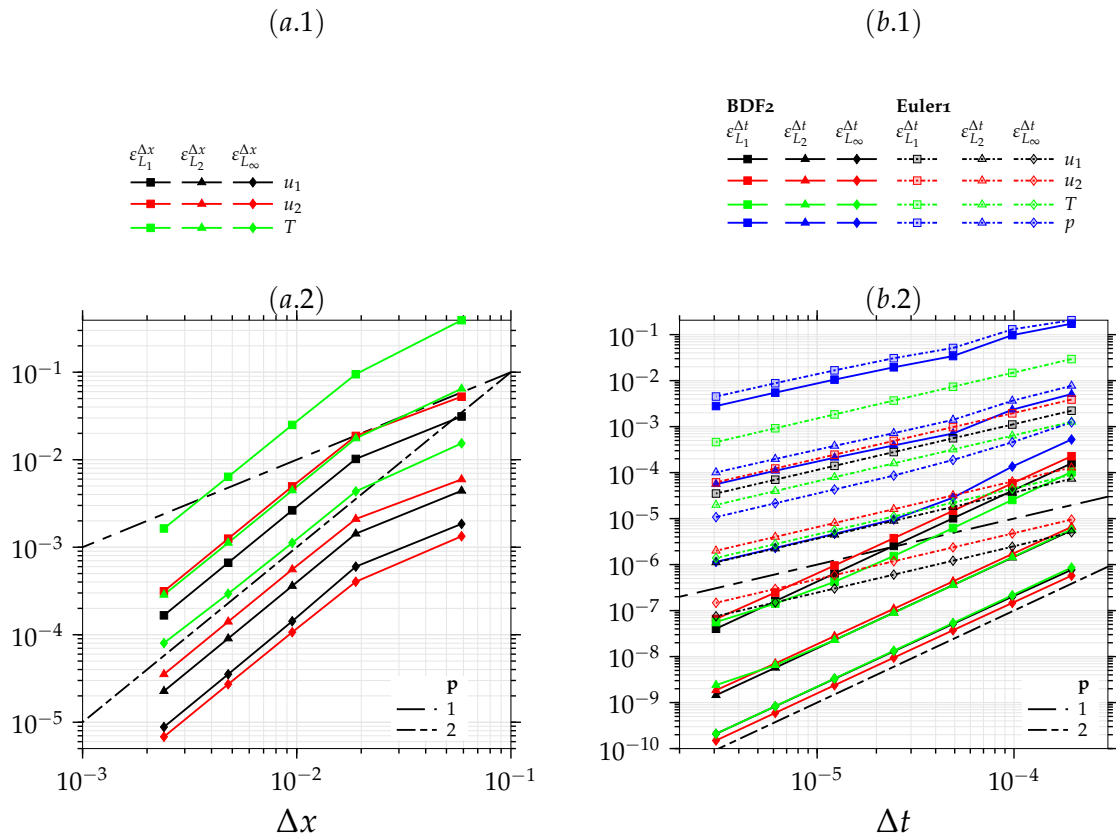 (a.1) (b.1)
BDF2 Euler1
ε^{Δx}_{L_1} ε^{Δx}_{L_2} ε^{Δx}_{L_∞} ε^{Δt}_{L_1} ε^{Δt}_{L_2} ε^{Δt}_{L_∞} ε^{Δt}_{L_1} ε^{Δt}_{L_2} ε^{Δt}_{L_∞}
u_1 u_1
u_2 u_2
T T
p
(a.2) (b.2)
10^{-1} 10^{-1}
10^{-2}
10^{-2} 10^{-3}
10^{-4}
10^{-3} 10^{-5}
10^{-6}
10^{-4} 10^{-7}
10^{-8}
p p
10^{-5} 1 10^{-9} 1
2 2
10^{-10}
10^{-3} 10^{-2} 10^{-1} 10^{-5} 10^{-4}
Δx Δt